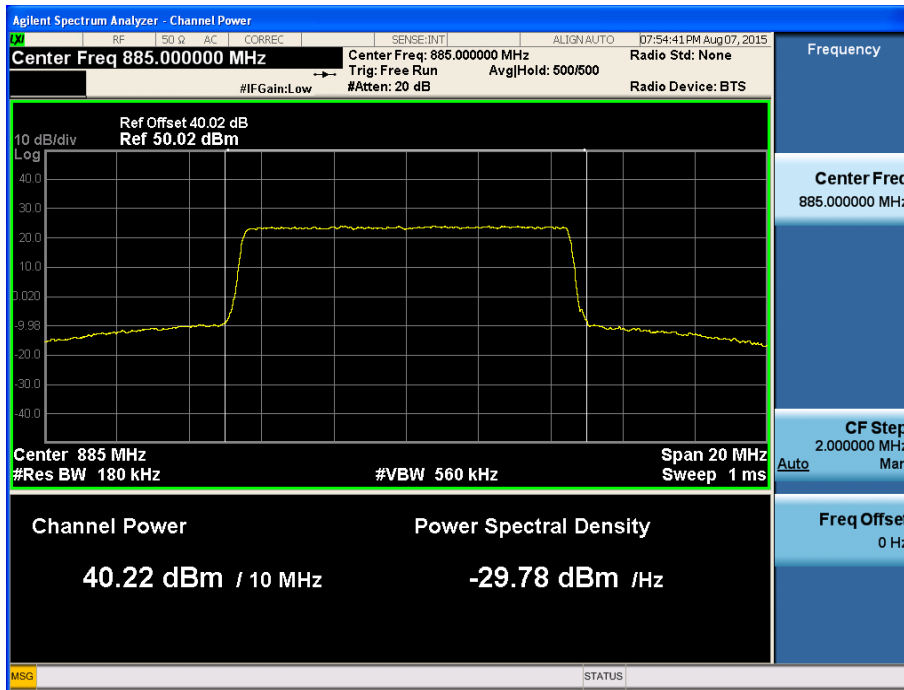 Agilent Spectrum Analyzer - Channel Power
LXI RF 50 Ω AC CORREC SENSE:INT ALIGN AUTO 07:54:41 PM Aug 07, 2015
Center Freq 885.000000 MHz
Center Freq: 885.000000 MHz Radio Std: None
Trig: Free Run Avg|Hold: 500/500
#IFGain:Low #Atten: 20 dB Radio Device: BTS
Ref Offset 40.02 dB
10 dB/div Ref 50.02 dBm
Log
40.0
30.0
20.0
10.0
0.020
-9.98
-20.0
-30.0
-40.0
Center 885 MHz Span 20 MHz
#Res BW 180 kHz #VBW 560 kHz Sweep 1 ms
Channel Power Power Spectral Density
40.22 dBm / 10 MHz -29.78 dBm /Hz
MSG STATUS
Frequency
Center Freq
885.000000 MHz
CF Step
2.000000 MHz
Auto Man
Freq Offset
0 Hz